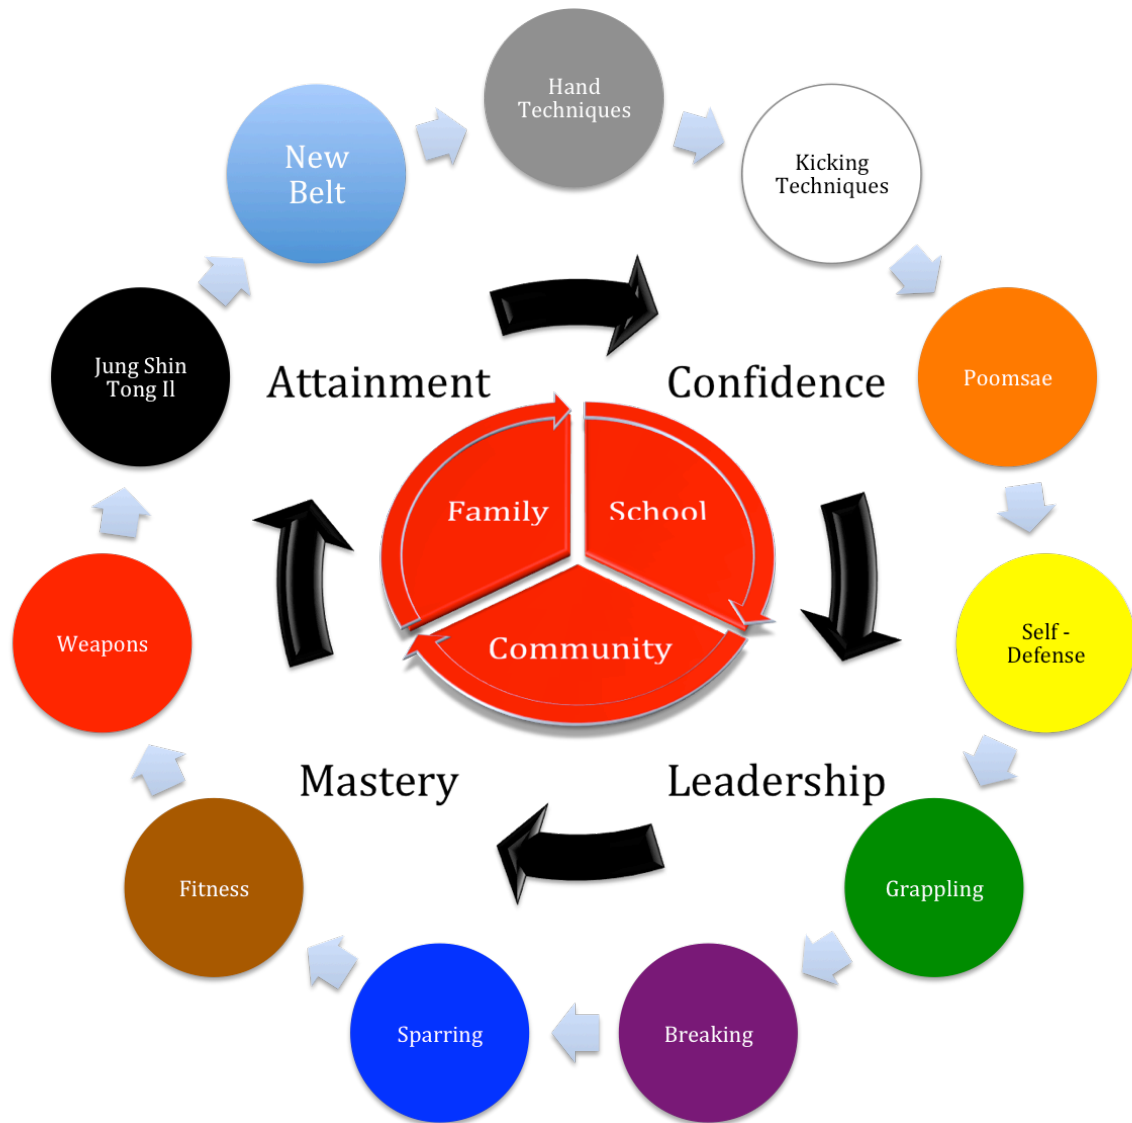 Hand
Techniques
Kicking
Techniques
Poomsae
Self -
Defense
Grappling
Breaking
Sparring
Fitness
Weapons
Jung Shin
Tong Il
New
Belt
Attainment
Confidence
Leadership
Mastery
Family
School
Community